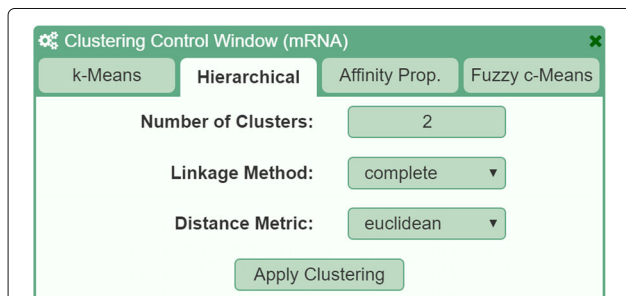 Clustering Control Window (mRNA)
k-Means Hierarchical Affinity Prop. Fuzzy c-Means
Number of Clusters: 2
Linkage Method: complete
Distance Metric: euclidean
Apply Clustering